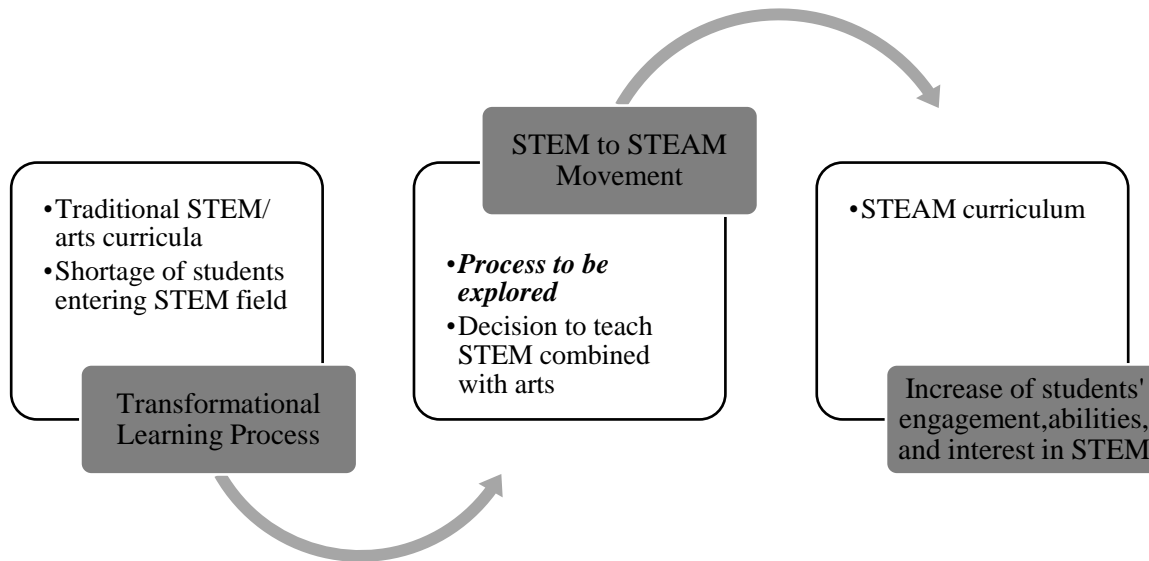 •Traditional STEM/
arts curricula
•Shortage of students
entering STEM field
Transformational
Learning Process
STEM to STEAM
Movement
•Process to be
explored
•Decision to teach
STEM combined
with arts
•STEAM curriculum
Increase of students'
engagement,abilities,
and interest in STEM